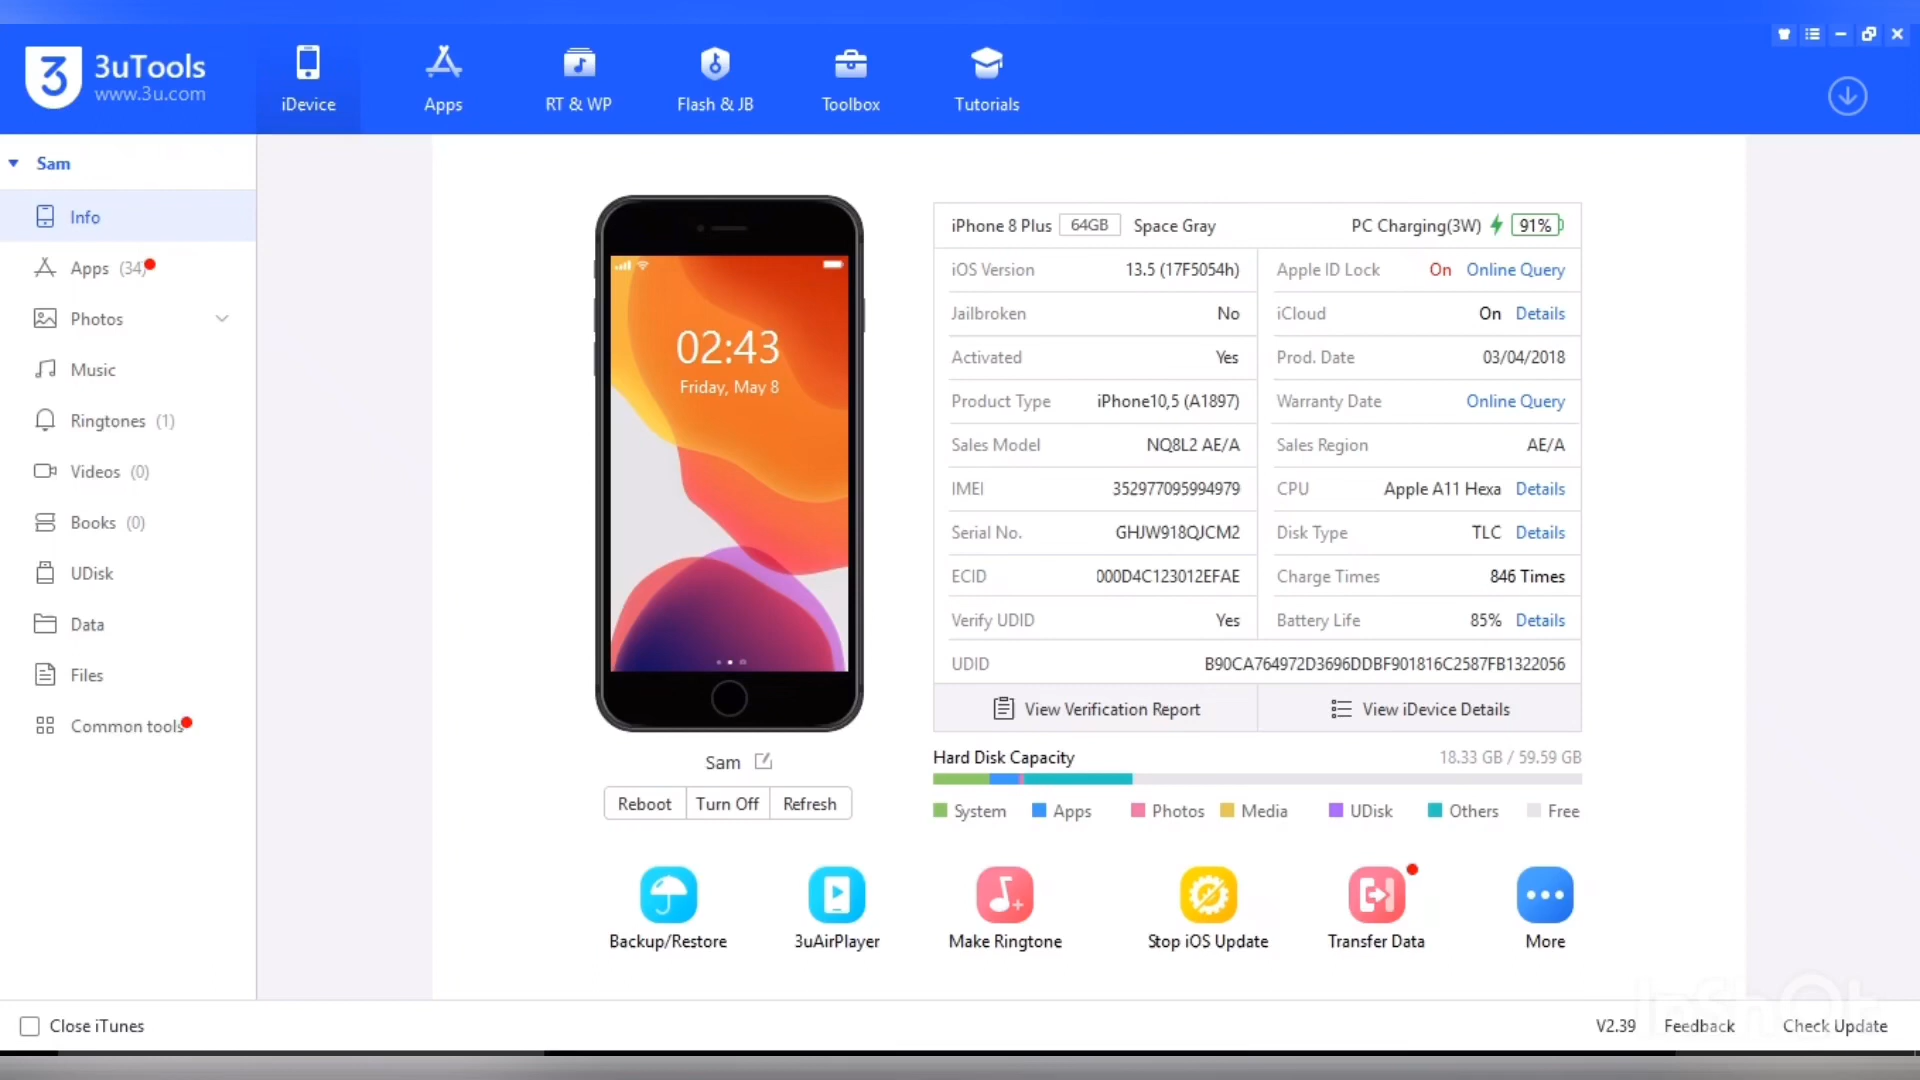 3uTools
www.3u.com
iDevice
Apps
RT & WP
Flash & JB
Toolbox
Tutorials
Sam
Info
Apps (34)
Photos
Music
Ringtones (1)
Videos (0)
Books (0)
UDisk
Data
Files
Common tools
02:43
Friday, May 8
Sam
Reboot
Turn Off
Refresh
iPhone 8 Plus 64GB Space Gray PC Charging(3W) 91%
iOS Version 13.5 (17F5054h) Apple ID Lock On Online Query
Jailbroken No iCloud On Details
Activated Yes Prod. Date 03/04/2018
Product Type iPhone10,5 (A1897) Warranty Date Online Query
Sales Model NQ8L2 AE/A Sales Region AE/A
IMEI 352977095994979 CPU Apple A11 Hexa Details
Serial No. GHJW918QJCM2 Disk Type TLC Details
ECID 000D4C123012EFAE Charge Times 846 Times
Verify UDID Yes Battery Life 85% Details
UDID B90CA764972D3696DDBF901816C2587FB1322056
View Verification Report View iDevice Details
Hard Disk Capacity 18.33 GB / 59.59 GB
System Apps Photos Media UDisk Others Free
Backup/Restore
3uAirPlayer
Make Ringtone
Stop iOS Update
Transfer Data
More
InShOt
Close iTunes
V2.39 Feedback Check Update